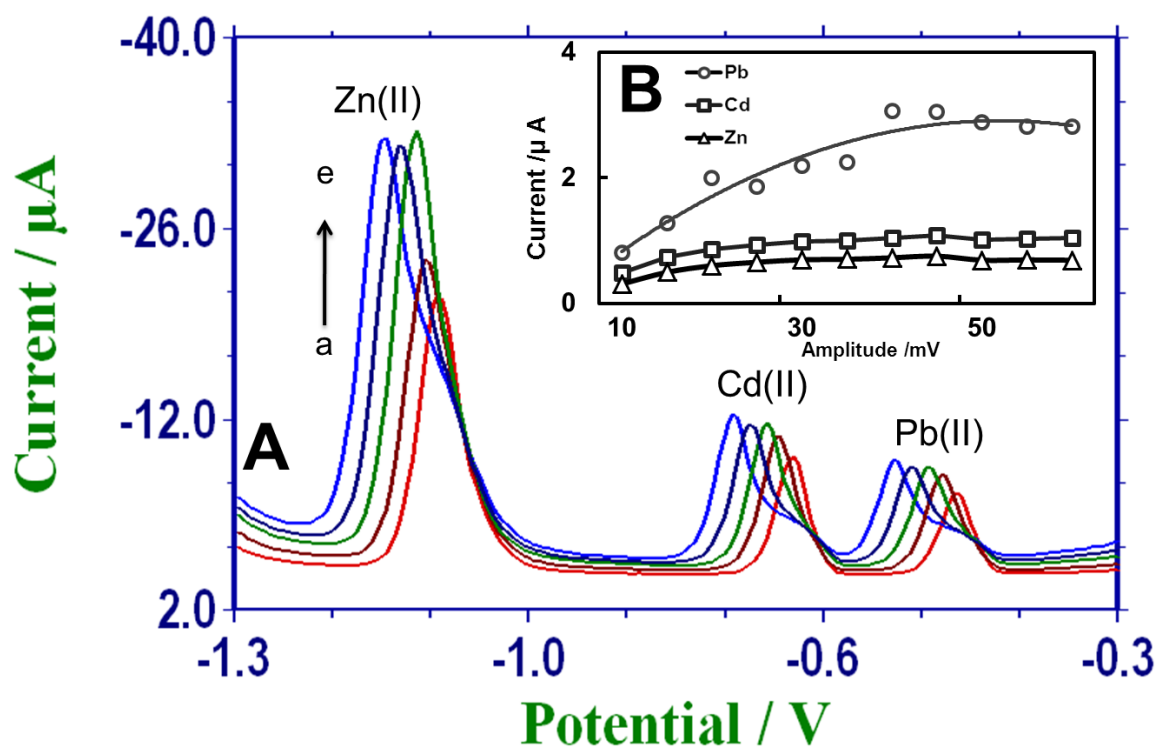 -40.0
-26.0
-12.0
2.0
Current / µA
-1.3
-1.0
-0.6
-0.3
Potential / V
A
Zn(II)
e
a
Cd(II)
Pb(II)
B
Pb
Cd
Zn
4
2
0
Current /µ A
10
30
50
Amplitude /mV